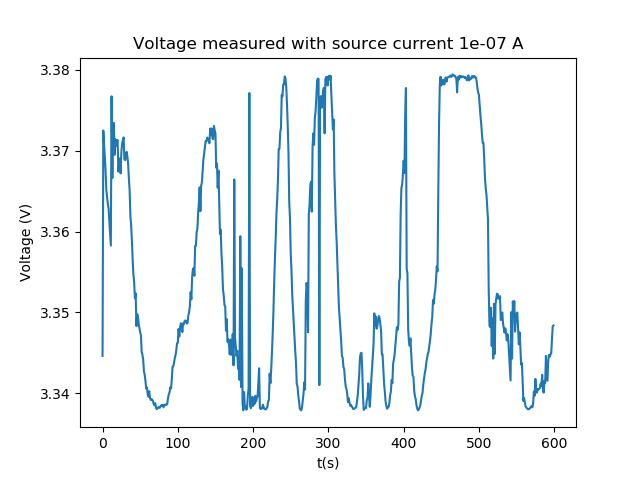 Voltage measured with source current 1e-07 A
3.38
3.37
3.36
3.35
3.34
Voltage (V)
0 100 200 300 400 500 600
t(s)